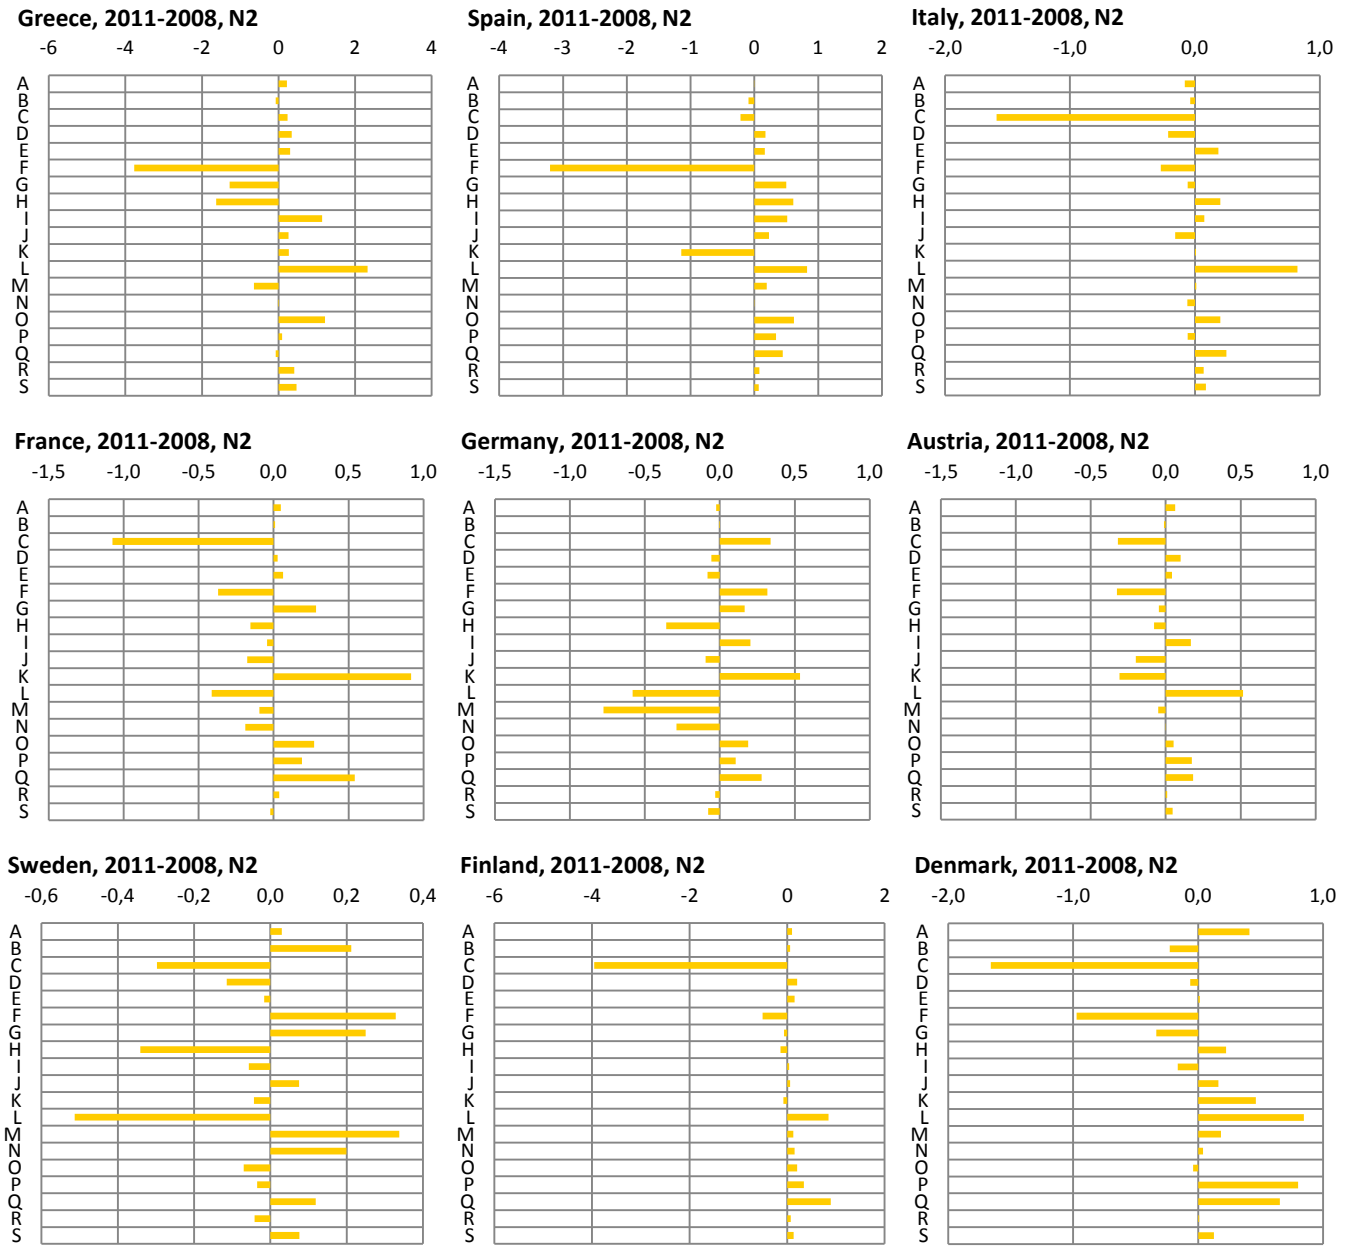 Greece, 2011-2008, N2
-6 -4 -2 0 2 4
A
B
C
D
E
F
G
H
I
J
K
L
M
N
O
P
Q
R
S
Spain, 2011-2008, N2
-4 -3 -2 -1 0 1 2
A
B
C
D
E
F
G
H
I
J
K
L
M
N
O
P
Q
R
S
Italy, 2011-2008, N2
-2,0 -1,0 0,0 1,0
A
B
C
D
E
F
G
H
I
J
K
L
M
N
O
P
Q
R
S
France, 2011-2008, N2
-1,5 -1,0 -0,5 0,0 0,5 1,0
A
B
C
D
E
F
G
H
I
J
K
L
M
N
O
P
Q
R
S
Germany, 2011-2008, N2
-1,5 -1,0 -0,5 0,0 0,5 1,0
A
B
C
D
E
F
G
H
I
J
K
L
M
N
O
P
Q
R
S
Austria, 2011-2008, N2
-1,5 -1,0 -0,5 0,0 0,5 1,0
A
B
C
D
E
F
G
H
I
J
K
L
M
N
O
P
Q
R
S
Sweden, 2011-2008, N2
-0,6 -0,4 -0,2 0,0 0,2 0,4
A
B
C
D
E
F
G
H
I
J
K
L
M
N
O
P
Q
R
S
Finland, 2011-2008, N2
-6 -4 -2 0 2
A
B
C
D
E
F
G
H
I
J
K
L
M
N
O
P
Q
R
S
Denmark, 2011-2008, N2
-2,0 -1,0 0,0 1,0
A
B
C
D
E
F
G
H
I
J
K
L
M
N
O
P
Q
R
S